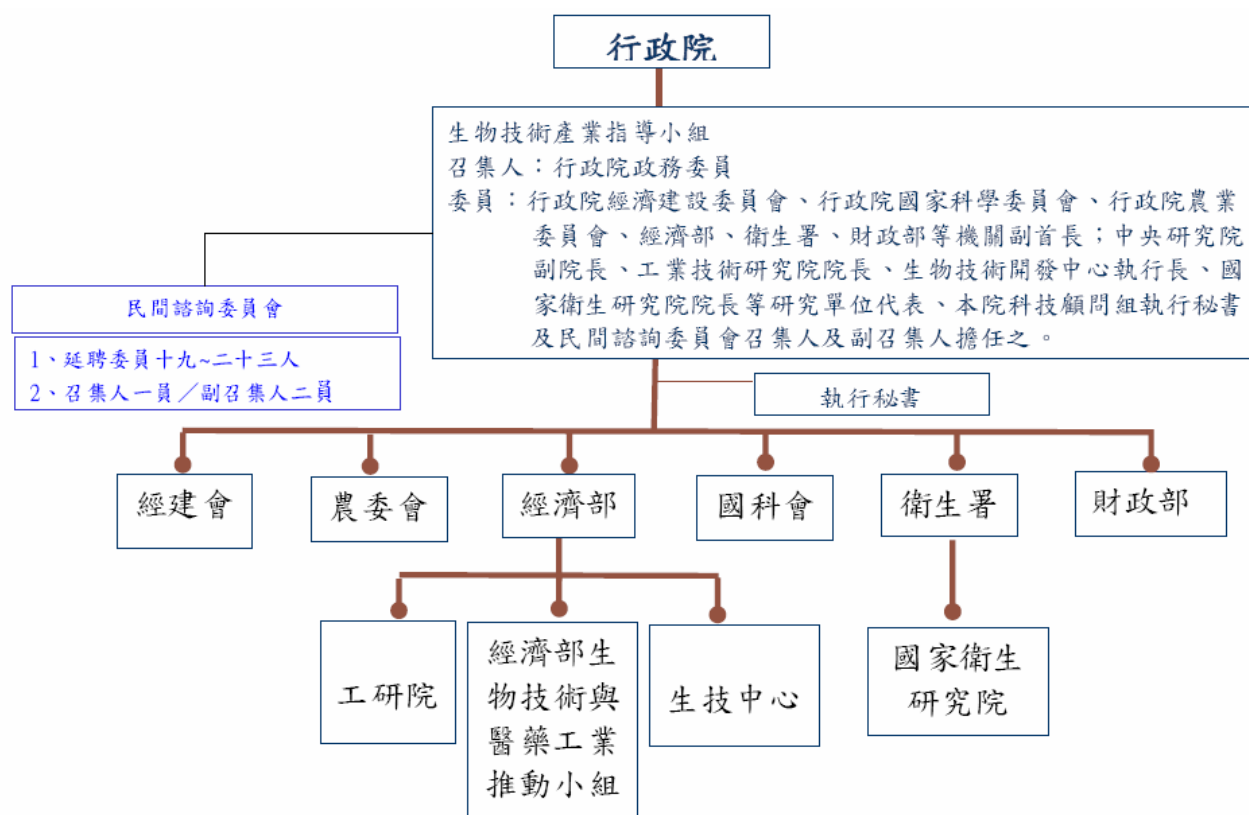 行政院
生物技術產業指導小組
召集人：行政院政務委員
委員：行政院經濟建設委員會、行政院國家科學委員會、行政院農業
委員會、經濟部、衛生署、財政部等機關副首長；中央研究院
副院長、工業技術研究院院長、生物技術開發中心執行長、國
家衛生研究院院長等研究單位代表、本院科技顧問組執行秘書
及民間諮詢委員會召集人及副召集人擔任之。
民間諮詢委員會
1、延聘委員十九~二十三人
2、召集人一員／副召集人二員
執行秘書
經建會
農委會
經濟部
國科會
衛生署
財政部
工研院
經濟部生
物技術與
醫藥工業
推動小組
生技中心
國家衛生
研究院